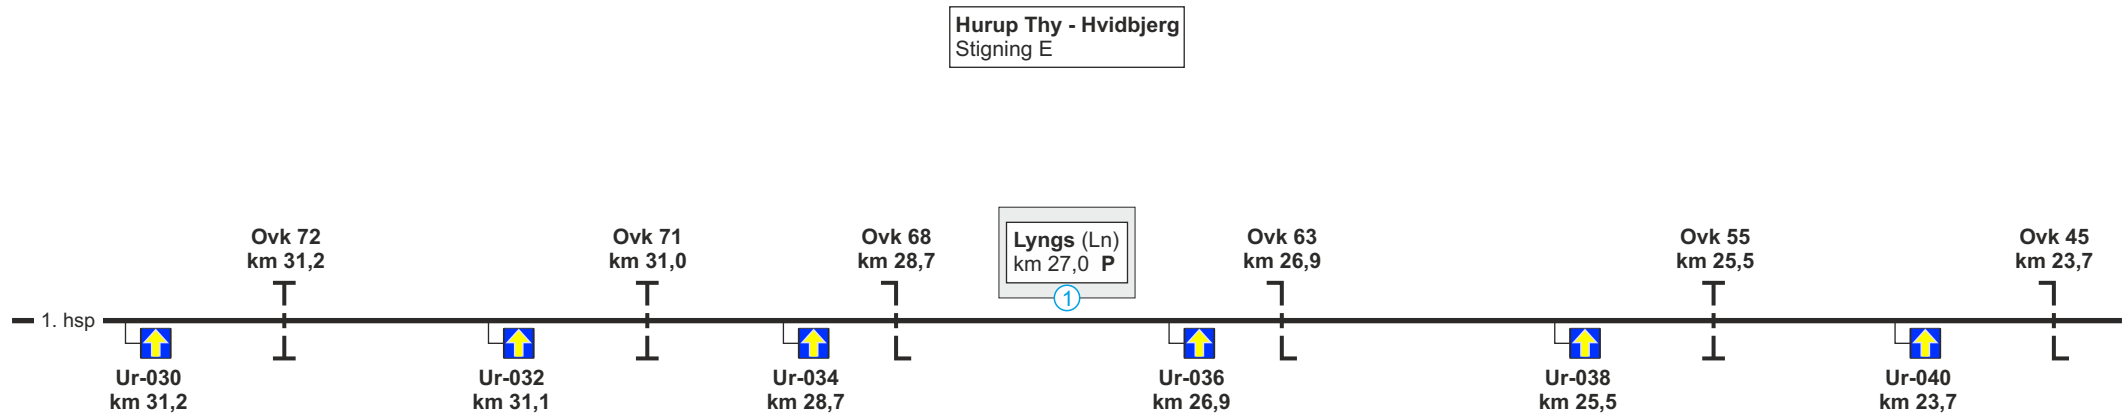 Hurup Thy - Hvidbjerg
Stigning E
Ovk 72
km 31,2
Ovk 71
km 31,0
Ovk 68
km 28,7
Lyngs (Ln)
km 27,0 P
1
Ovk 63
km 26,9
Ovk 55
km 25,5
Ovk 45
km 23,7
1. hsp
Ur-030
km 31,2
Ur-032
km 31,1
Ur-034
km 28,7
Ur-036
km 26,9
Ur-038
km 25,5
Ur-040
km 23,7